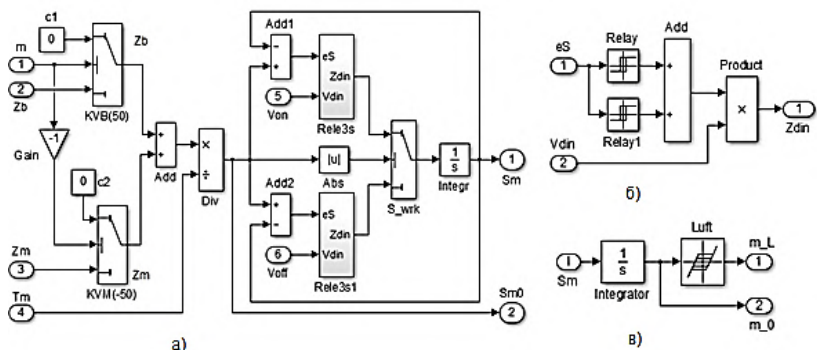 c1
0
Zb
m
1
2
Zb
KVB(50)
-1
Gain
0
c2
Zm
3
Zm
Tm
4
KVM(-50)
Add
×
÷
Div
Add1
−
+
eS
Zdin
Vdin
5
Von
Rele3s
|u|
Abs
Add2
+
−
eS
Zdin
Vdin
6
Voff
Rele3s1
S_wrk
1
s
Integr
1
Sm
Sm0
2
а)
eS
1
Relay
Relay1
Add
+
+
Product
×
1
Zdin
Vdin
2
б)
Sm
1
s
Integrator
Luft
m_L
1
2
m_0
в)